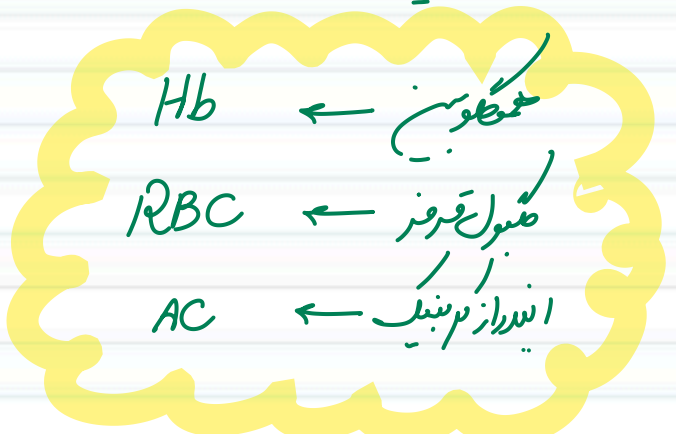 هموگلوبین ← Hb
گلبول قرمز ← RBC
انیدراز کربنیک ← AC